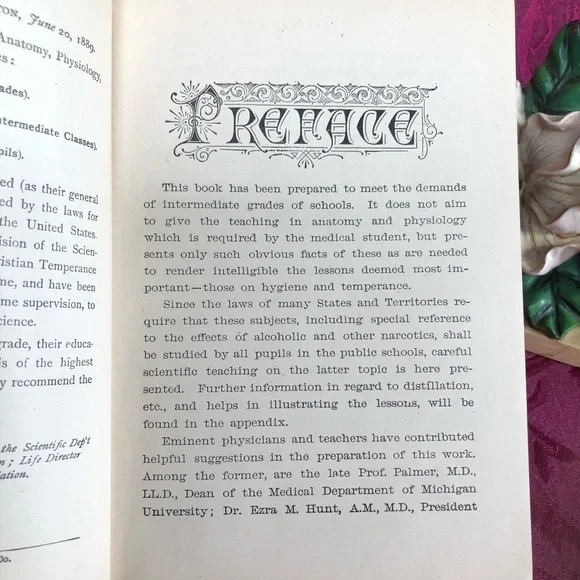 TON, June 20, 1889.
Anatomy, Physiology,
es:
ades).
ntermediate Classes).
pils).
ed (as their general
ed by the laws for
the United States.
ision of the Scien-
ristian Temperance
me, and have been
me supervision, to
cience.
grade, their educa-
s of the highest
y recommend the
the Scientific Dep't
n; Life Director
iation.
Co.
PREFACE
This book has been prepared to meet the demands
of intermediate grades of schools. It does not aim
to give the teaching in anatomy and physiology
which is required by the medical student, but pre-
sents only such obvious facts of these as are needed
to render intelligible the lessons deemed most im-
portant—those on hygiene and temperance.
Since the laws of many States and Territories re-
quire that these subjects, including special reference
to the effects of alcoholic and other narcotics, shall
be studied by all pupils in the public schools, careful
scientific teaching on the latter topic is here pre-
sented. Further information in regard to distillation,
etc., and helps in illustrating the lessons, will be
found in the appendix.
Eminent physicians and teachers have contributed
helpful suggestions in the preparation of this work.
Among the former, are the late Prof. Palmer, M.D.,
LL.D., Dean of the Medical Department of Michigan
University; Dr. Ezra M. Hunt, A.M., M.D., President